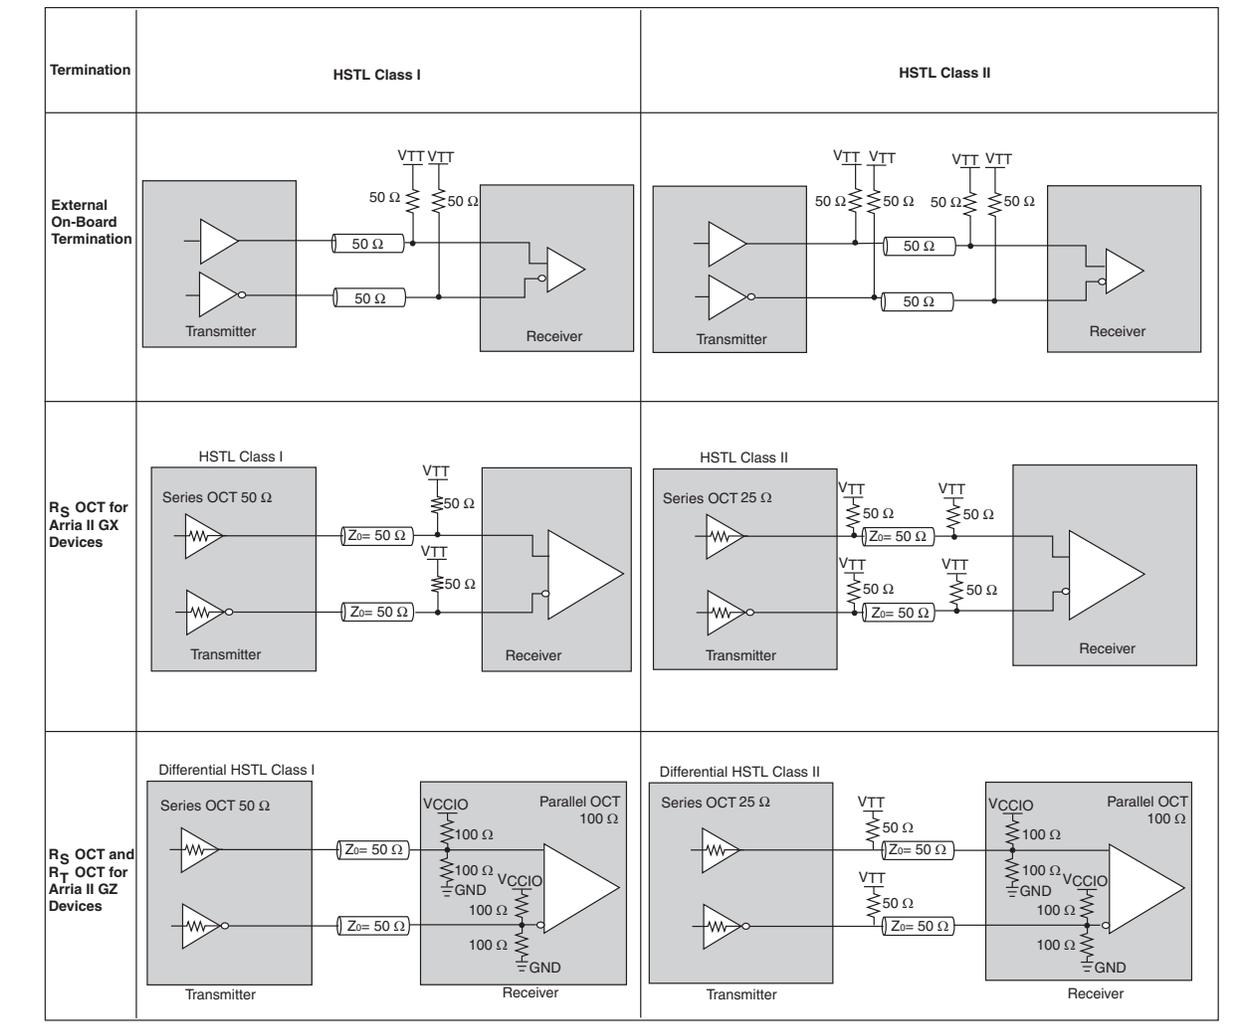 Termination
HSTL Class I
HSTL Class II
External
On-Board
Termination
VTT VTT
50 Ω
50 Ω
50 Ω
50 Ω
Transmitter
Receiver
VTT VTT
VTT VTT
50 Ω
50 Ω
50 Ω
50 Ω
50 Ω
50 Ω
Transmitter
Receiver
RS OCT for
Arria II GX
Devices
HSTL Class I
Series OCT 50 Ω
VTT
50 Ω
Z0= 50 Ω
VTT
50 Ω
Z0= 50 Ω
Transmitter
Receiver
HSTL Class II
Series OCT 25 Ω
VTT
VTT
50 Ω
50 Ω
Z0= 50 Ω
VTT
VTT
50 Ω
50 Ω
Z0= 50 Ω
Transmitter
Receiver
RS OCT and
RT OCT for
Arria II GZ
Devices
Differential HSTL Class I
Series OCT 50 Ω
VCCIO
Parallel OCT
100 Ω
100 Ω
Z0= 50 Ω
100 Ω
GND
VCCIO
100 Ω
Z0= 50 Ω
100 Ω
GND
Transmitter
Receiver
Differential HSTL Class II
Series OCT 25 Ω
VTT
50 Ω
VCCIO
Parallel OCT
100 Ω
100 Ω
Z0= 50 Ω
100 Ω
GND
VTT
VCCIO
50 Ω
100 Ω
Z0= 50 Ω
100 Ω
GND
Transmitter
Receiver